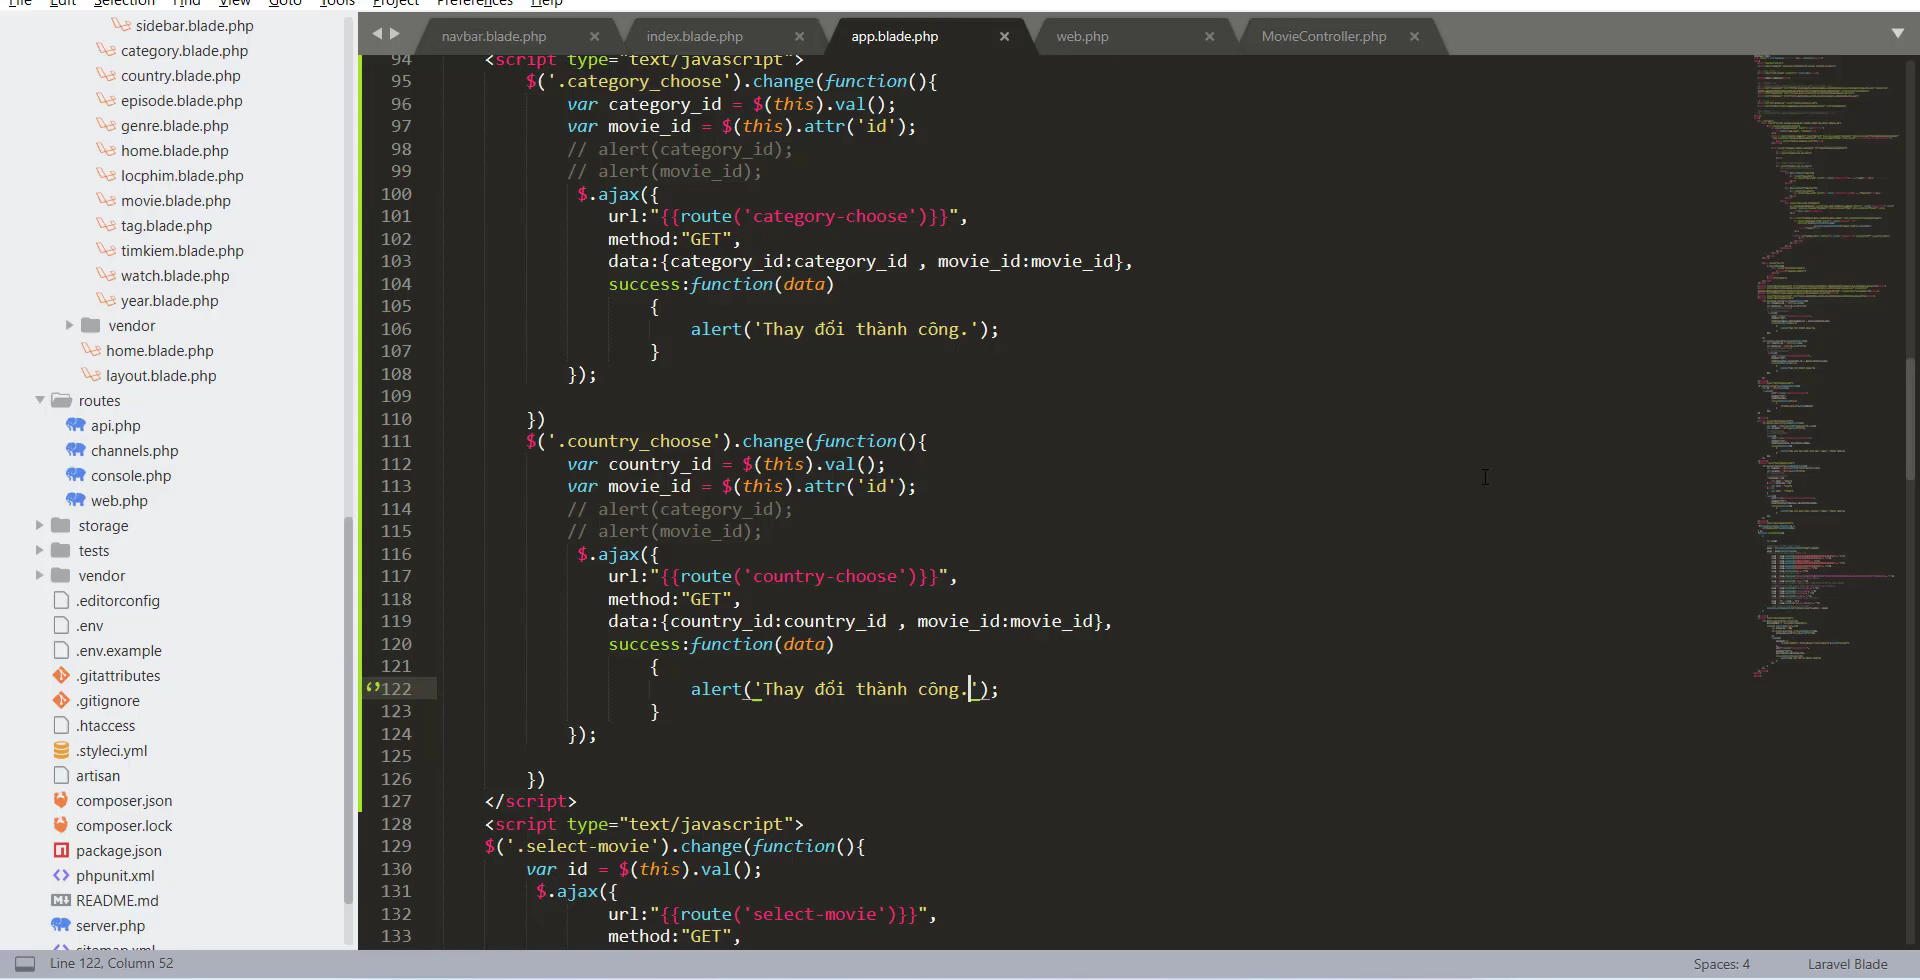 File Edit Selection Find View Goto Tools Project Preferences Help
sidebar.blade.php
category.blade.php
country.blade.php
episode.blade.php
genre.blade.php
home.blade.php
locphim.blade.php
movie.blade.php
tag.blade.php
timkiem.blade.php
watch.blade.php
year.blade.php
vendor
home.blade.php
layout.blade.php
routes
api.php
channels.php
console.php
web.php
storage
tests
vendor
.editorconfig
.env
.env.example
.gitattributes
.gitignore
.htaccess
.styleci.yml
artisan
composer.json
composer.lock
package.json
phpunit.xml
README.md
server.php
sitemap.xml
navbar.blade.php index.blade.php app.blade.php web.php MovieController.php
94 <script type="text/javascript">
95 $('.category_choose').change(function(){
96 var category_id = $(this).val();
97 var movie_id = $(this).attr('id');
98 // alert(category_id);
99 // alert(movie_id);
100 $.ajax({
101 url:"{{route('category-choose')}}",
102 method:"GET",
103 data:{category_id:category_id , movie_id:movie_id},
104 success:function(data)
105 {
106 alert('Thay đổi thành công.');
107 }
108 });
109
110 })
111 $('.country_choose').change(function(){
112 var country_id = $(this).val();
113 var movie_id = $(this).attr('id');
114 // alert(category_id);
115 // alert(movie_id);
116 $.ajax({
117 url:"{{route('country-choose')}}",
118 method:"GET",
119 data:{country_id:country_id , movie_id:movie_id},
120 success:function(data)
121 {
122 alert('Thay đổi thành công.');
123 }
124 });
125
126 })
127 </script>
128 <script type="text/javascript">
129 $('.select-movie').change(function(){
130 var id = $(this).val();
131 $.ajax({
132 url:"{{route('select-movie')}}",
133 method:"GET",
Line 122, Column 52
Spaces: 4
Laravel Blade